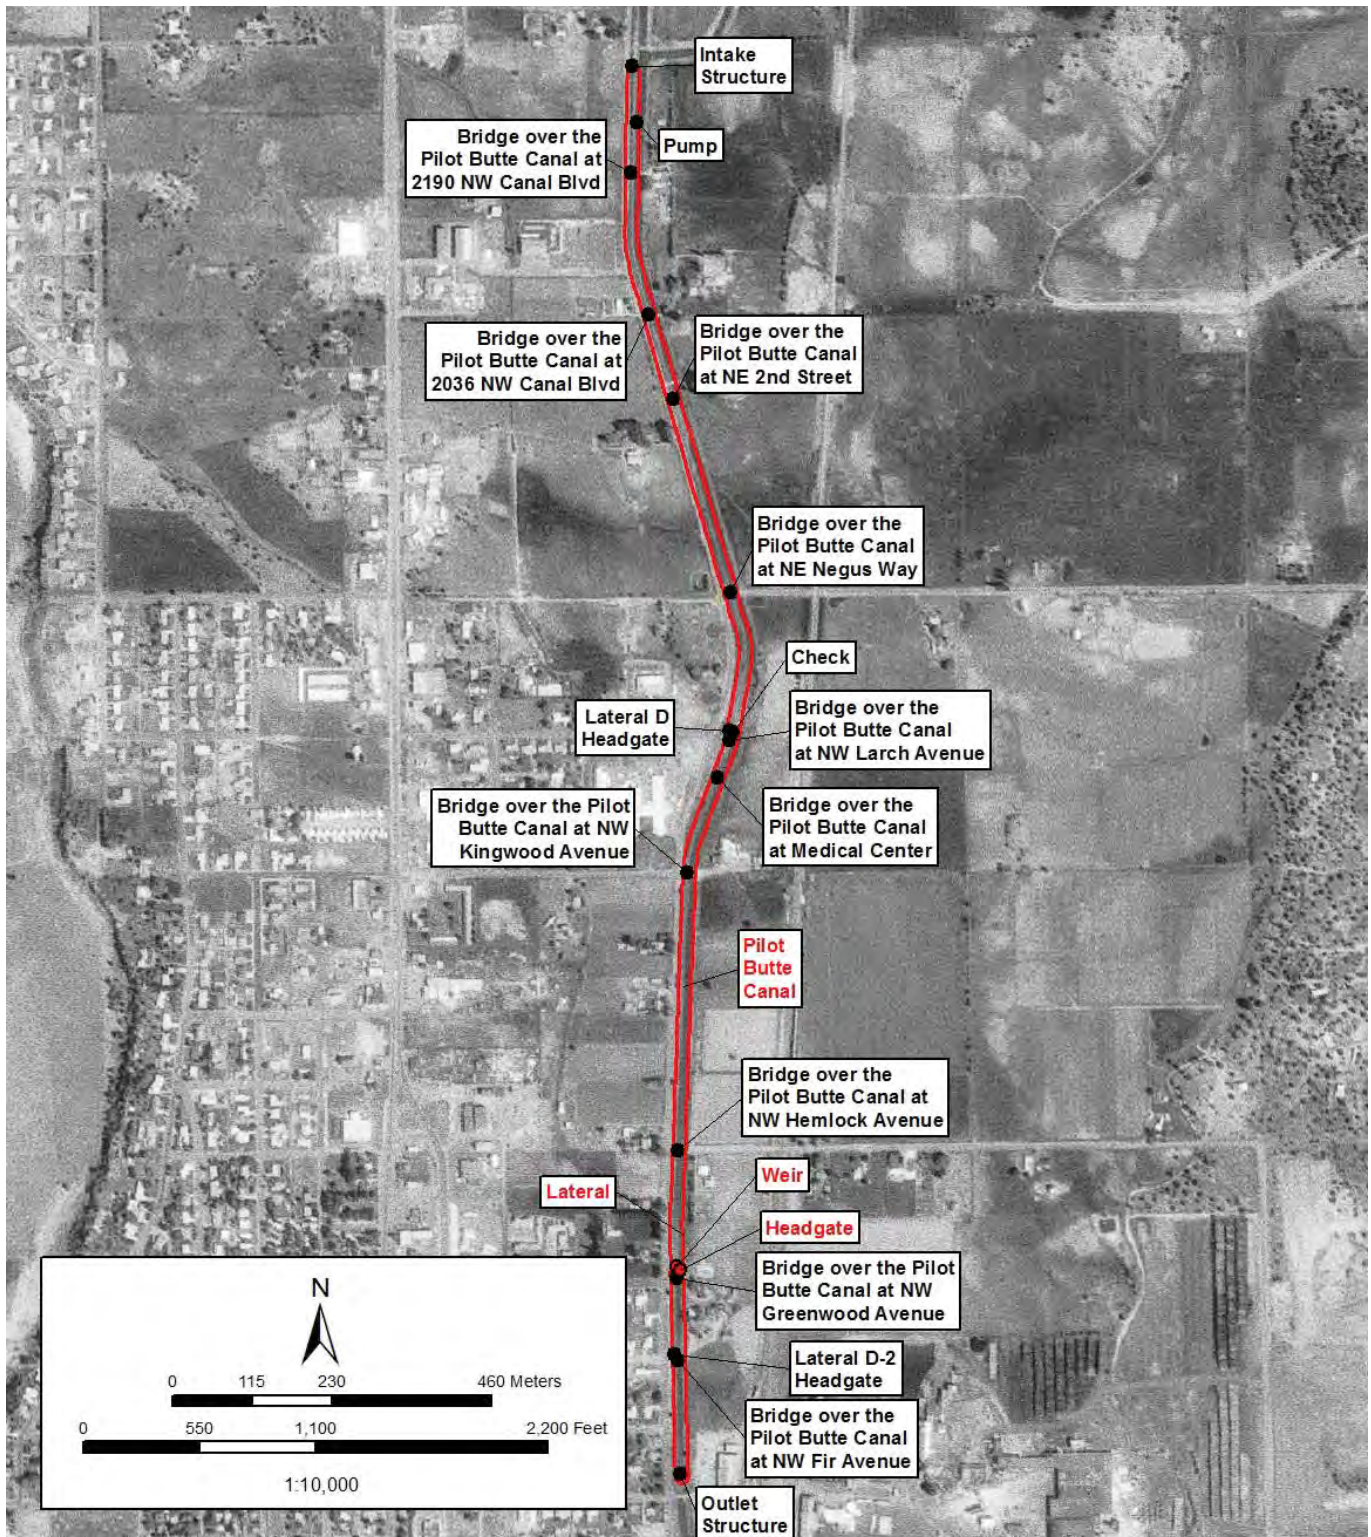 Intake
Structure
Pump
Bridge over the
Pilot Butte Canal at
2190 NW Canal Blvd
Bridge over the
Pilot Butte Canal at
2036 NW Canal Blvd
Bridge over the
Pilot Butte Canal
at NE 2nd Street
Bridge over the
Pilot Butte Canal
at NE Negus Way
Check
Lateral D
Headgate
Bridge over the
Pilot Butte Canal
at NW Larch Avenue
Bridge over the
Pilot Butte Canal
at Medical Center
Bridge over the Pilot
Butte Canal at NW
Kingwood Avenue
Pilot
Butte
Canal
Bridge over the
Pilot Butte Canal at
NW Hemlock Avenue
Weir
Lateral
Headgate
Bridge over the Pilot
Butte Canal at NW
Greenwood Avenue
Lateral D-2
Headgate
Bridge over the
Pilot Butte Canal
at NW Fir Avenue
Outlet
Structure
N
0 115 230 460 Meters
0 550 1,100 2,200 Feet
1:10,000